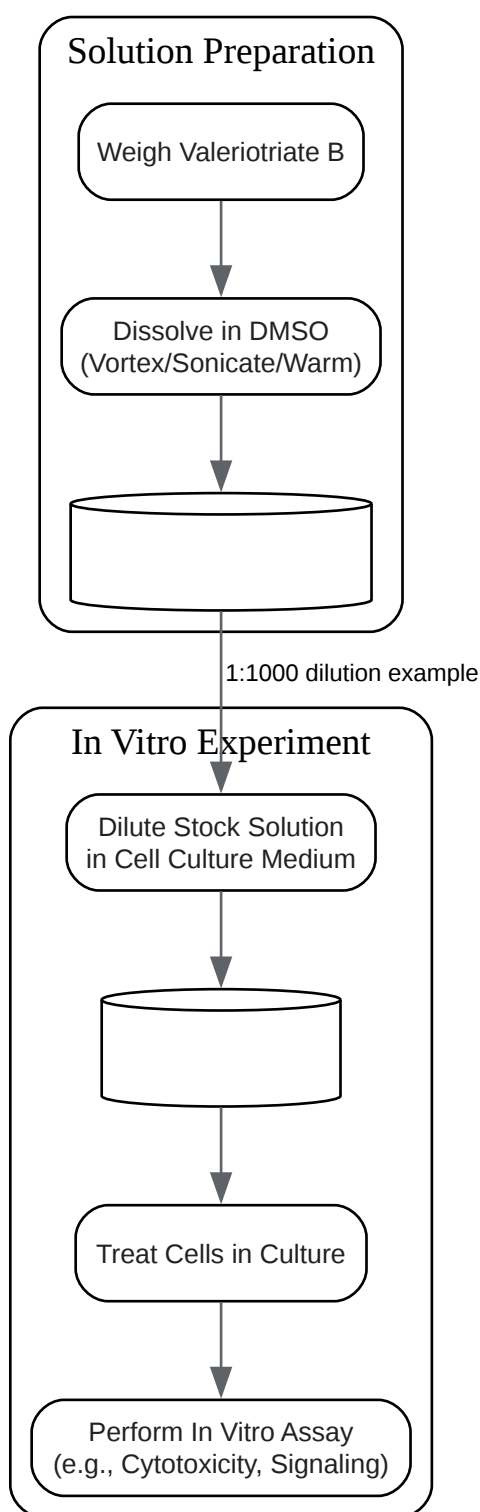 Solution Preparation
Weigh Valeriotriate B
Dissolve in DMSO
(Vortex/Sonicate/Warm)
1:1000 dilution example
In Vitro Experiment
Dilute Stock Solution
in Cell Culture Medium
Treat Cells in Culture
Perform In Vitro Assay
(e.g., Cytotoxicity, Signaling)